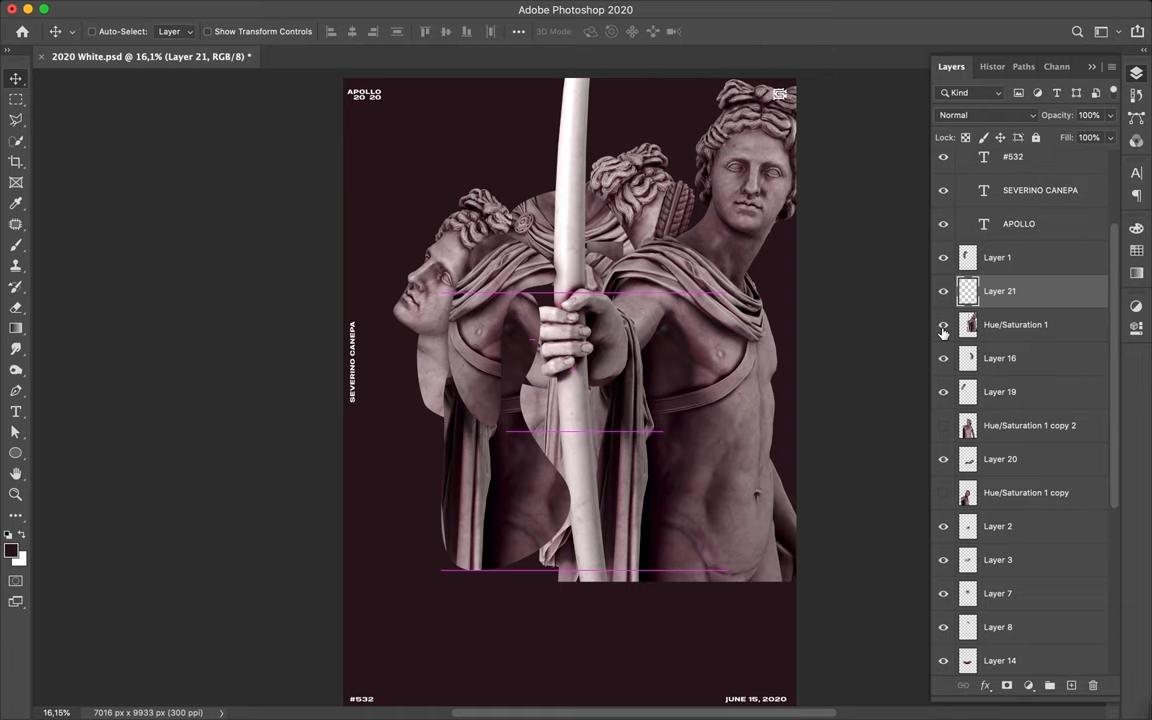 Adobe Photoshop 2020
Auto-Select: Layer Show Transform Controls 3D Mode:
2020 White.psd @ 16,1% (Layer 21, RGB/8) *
Layers Histor Paths Chann
Kind
Normal Opacity: 100%
Lock: Fill: 100%
#532
SEVERINO CANEPA
APOLLO
Layer 1
Layer 21
Hue/Saturation 1
Layer 16
Layer 19
Hue/Saturation 1 copy 2
Layer 20
Hue/Saturation 1 copy
Layer 2
Layer 3
Layer 7
Layer 8
Layer 14
fx
APOLLO
20 20
SEVERINO CANEPA
#532 JUNE 15, 2020
16,15% 7016 px x 9933 px (300 ppi)